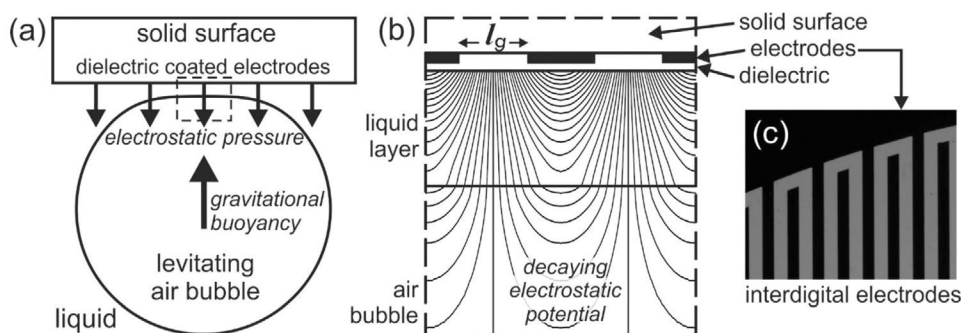 (a)
solid surface
dielectric coated electrodes
electrostatic pressure
gravitational
buoyancy
levitating
air bubble
liquid
(b)
l_g
solid surface
electrodes
dielectric
liquid
layer
decaying
electrostatic
potential
air
bubble
(c)
interdigital electrodes